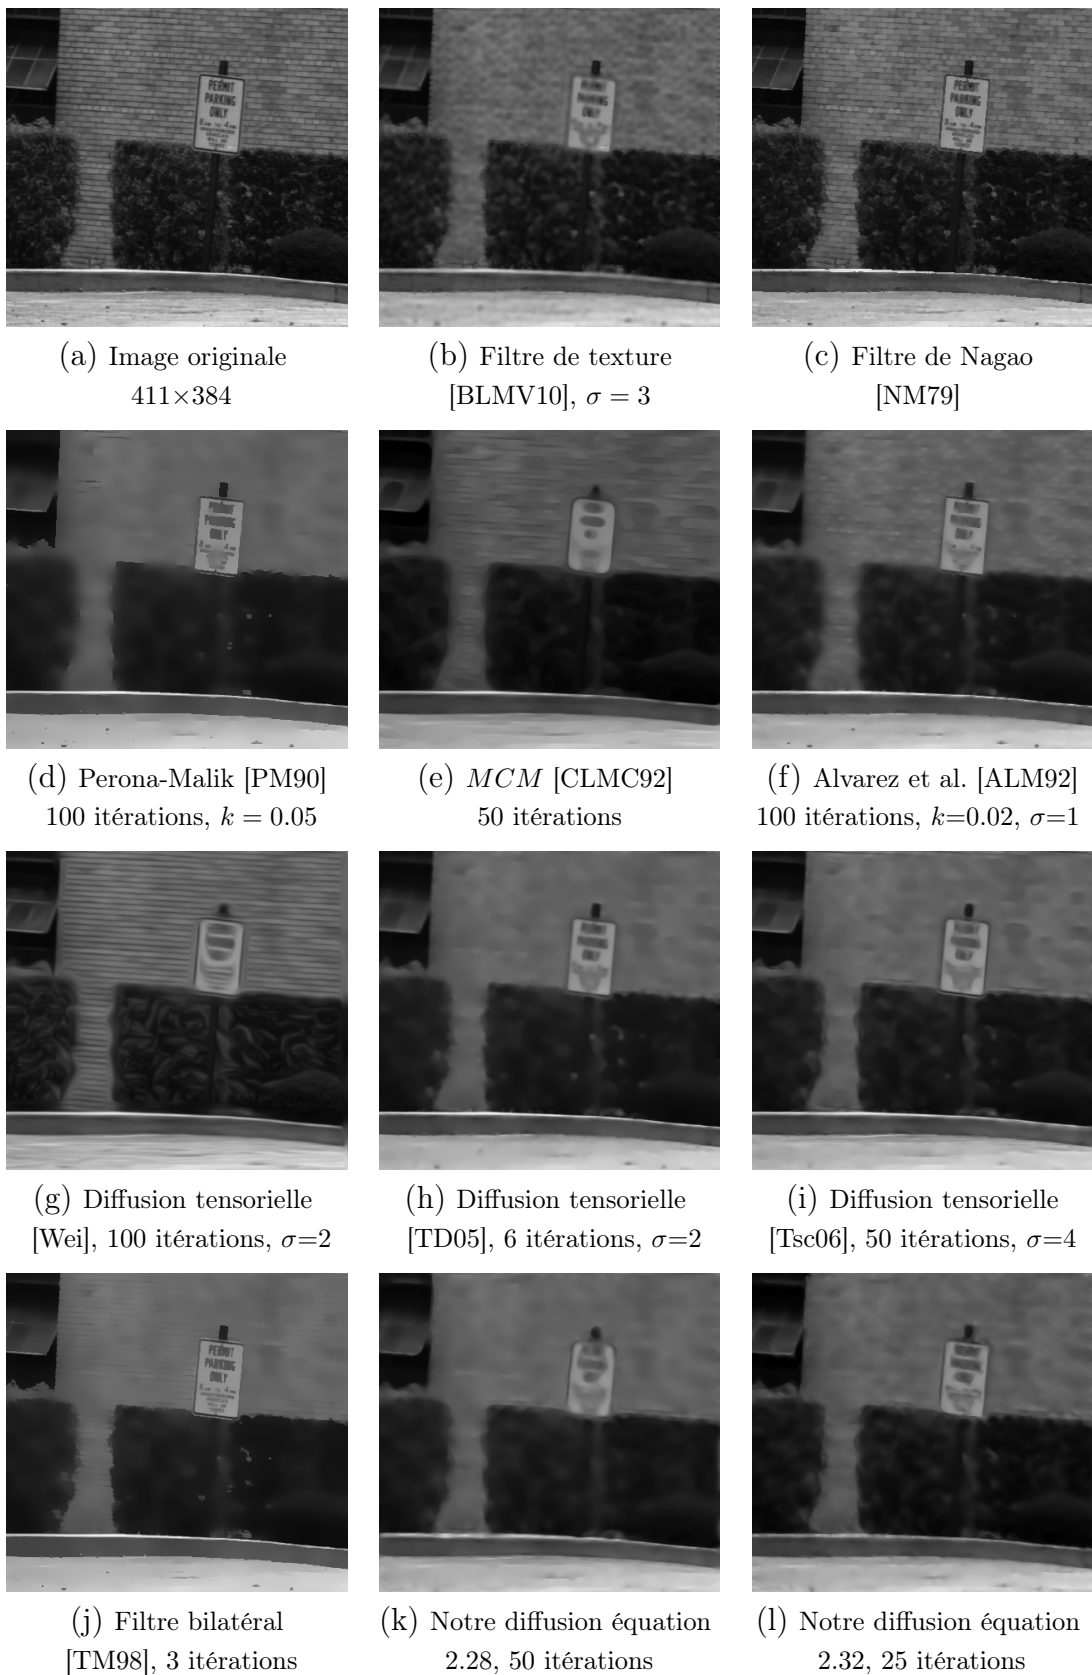 PERMIT
PARKING
ONLY
(a) Image originale
411×384
(b) Filtre de texture
[BLMV10], σ = 3
(c) Filtre de Nagao
[NM79]
(d) Perona-Malik [PM90]
100 itérations, k = 0.05
(e) MCM [CLMC92]
50 itérations
(f) Alvarez et al. [ALM92]
100 itérations, k=0.02, σ=1
(g) Diffusion tensorielle
[Wei], 100 itérations, σ=2
(h) Diffusion tensorielle
[TD05], 6 itérations, σ=2
(i) Diffusion tensorielle
[Tsc06], 50 itérations, σ=4
(j) Filtre bilatéral
[TM98], 3 itérations
(k) Notre diffusion équation
2.28, 50 itérations
(l) Notre diffusion équation
2.32, 25 itérations